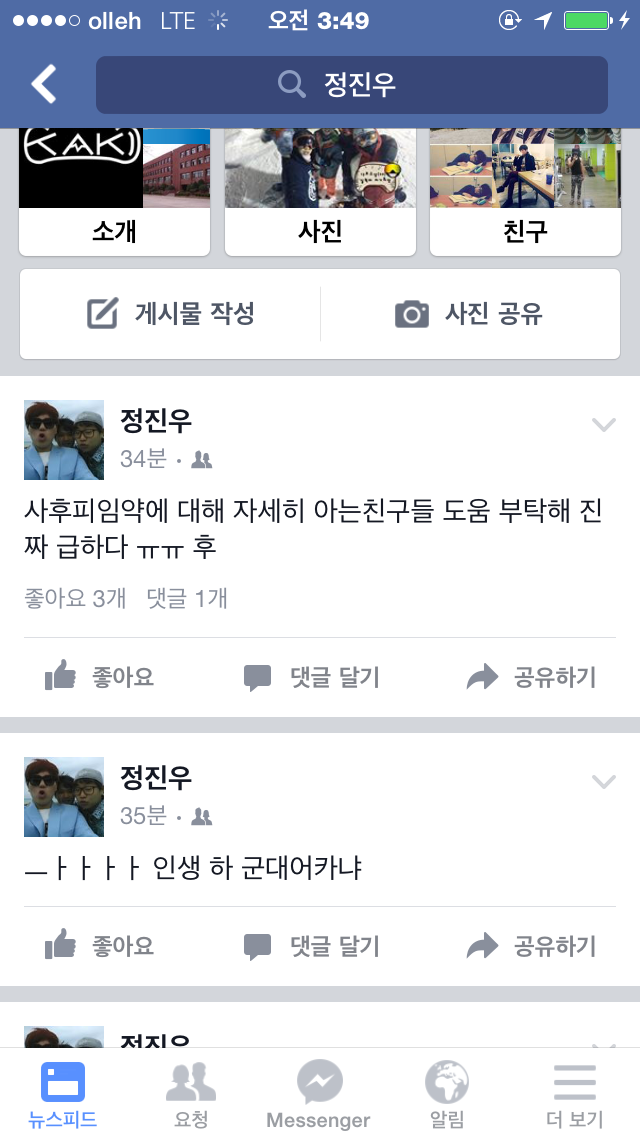 olleh LTE 오전 3:49
정진우
KAKI
소개 사진 친구
게시물 작성 사진 공유
정진우
34분 ·
사후피임약에 대해 자세히 아는친구들 도움 부탁해 진
짜 급하다 ㅠㅠ 후
좋아요 3개 댓글 1개
좋아요 댓글 달기 공유하기
정진우
35분 ·
ㅡㅏㅏㅏㅏ 인생 하 군대어카냐
좋아요 댓글 달기 공유하기
정진우
뉴스피드 요청 Messenger 알림 더 보기